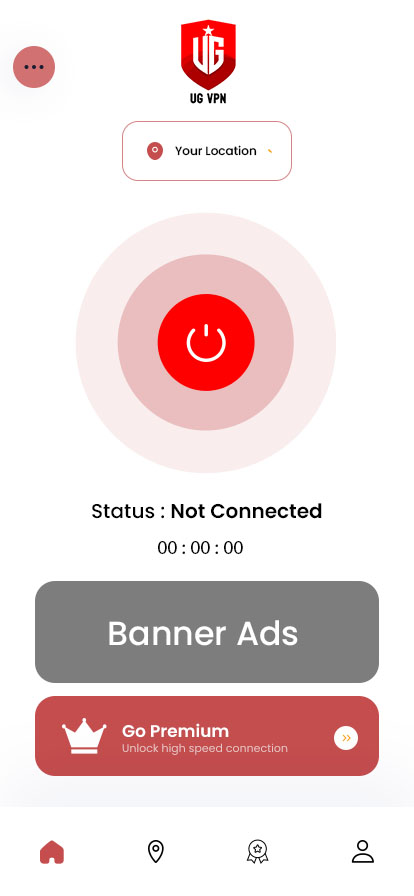 UG
UG VPN
Your Location
Status : Not Connected
00 : 00 : 00
Banner Ads
Go Premium
Unlock high speed connection